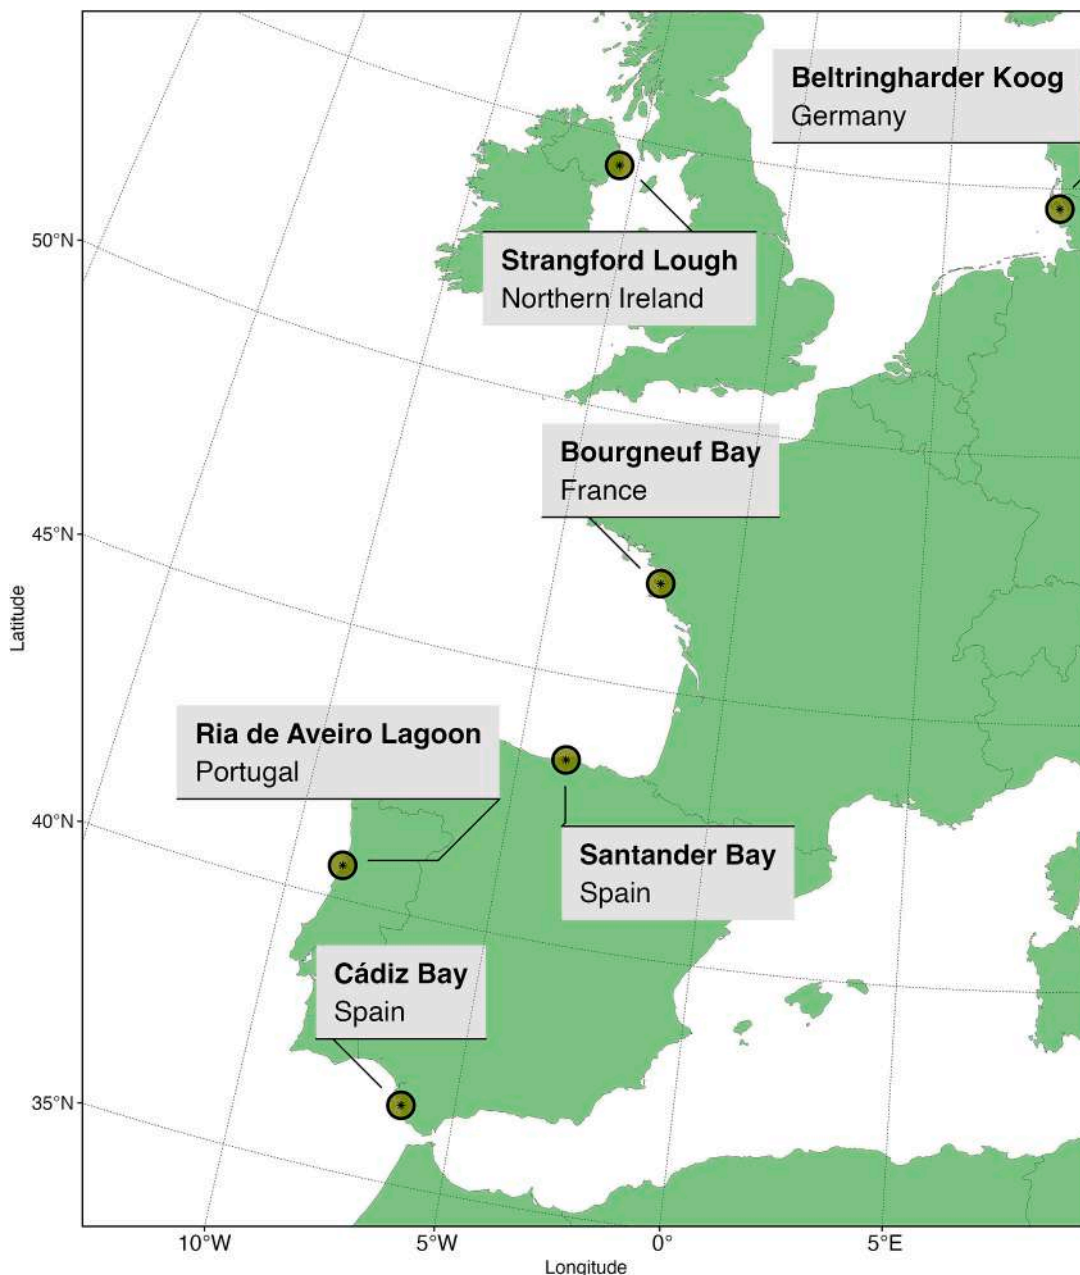 Beltringharder Koog
Germany
50°N
Strangford Lough
Northern Ireland
Bourgneuf Bay
France
45°N
Latitude
Ria de Aveiro Lagoon
Portugal
40°N
Santander Bay
Spain
Cádiz Bay
Spain
35°N
10°W
5°W
0
5°E
Longitude